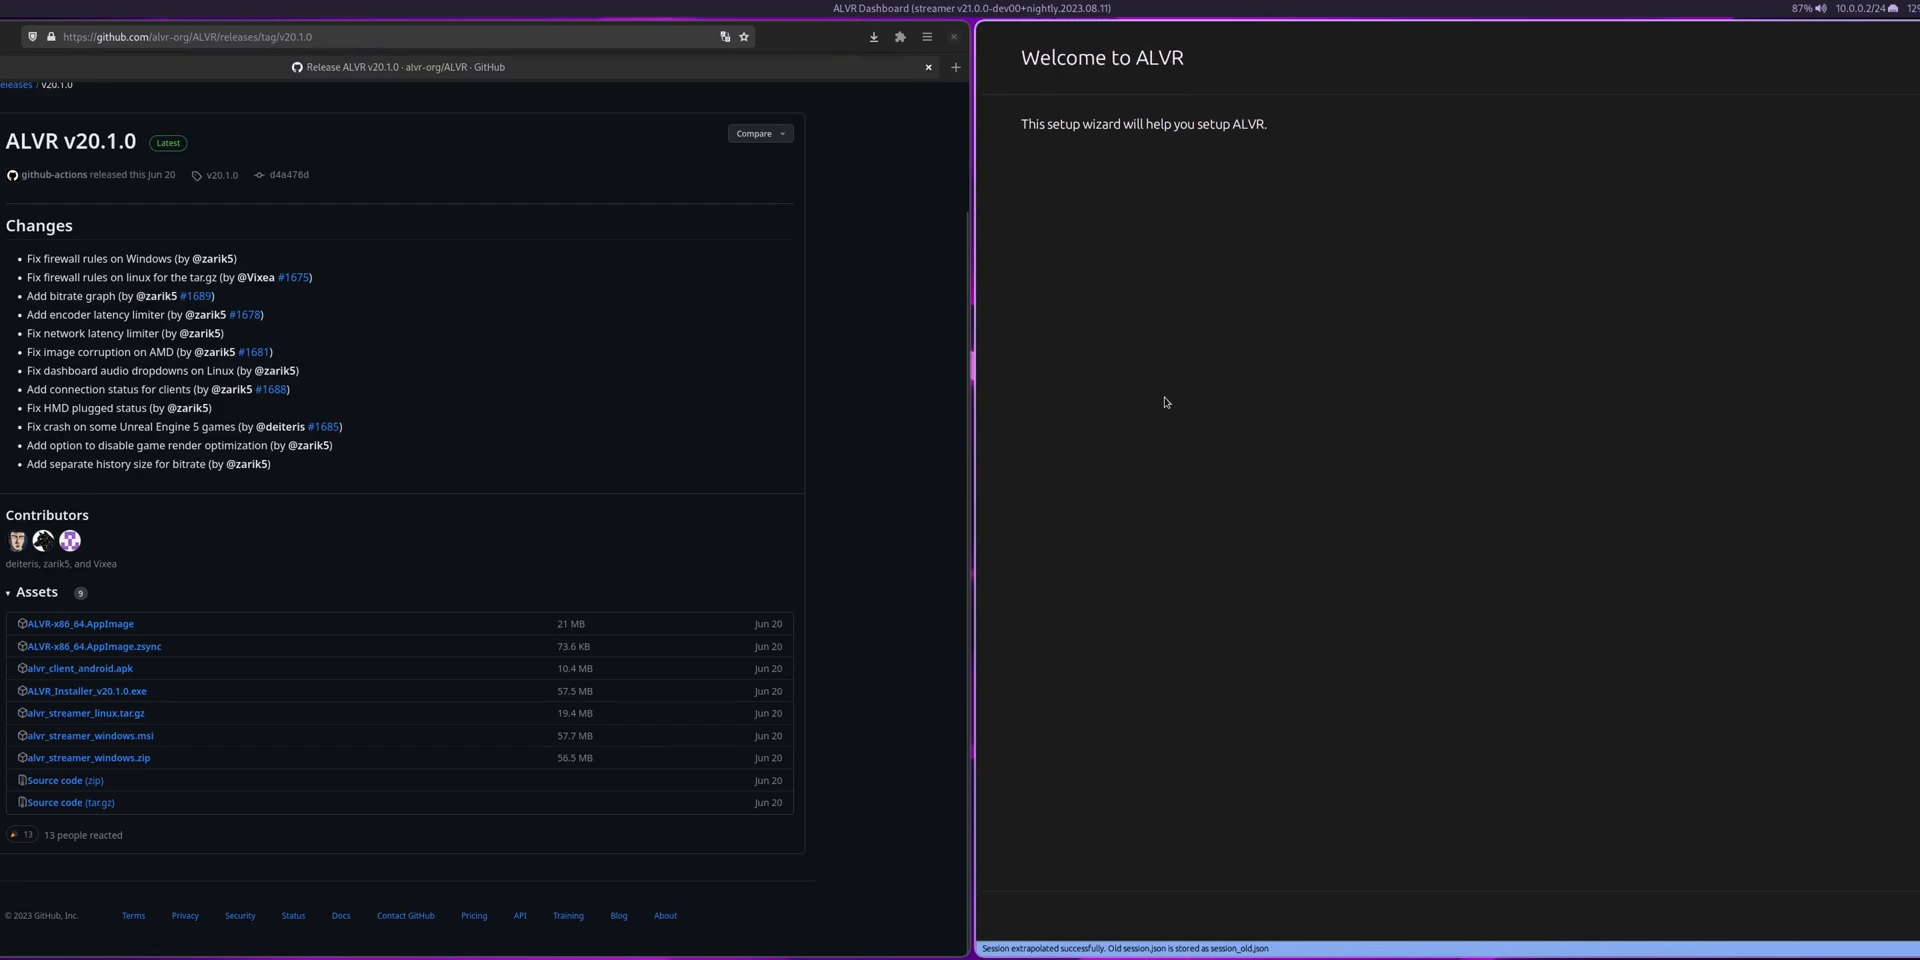 ALVR Dashboard (streamer v21.0.0-dev00+nightly.2023.08.11)
87% 10.0.0.2/24 12%
https://github.com/alvr-org/ALVR/releases/tag/v20.1.0
Release ALVR v20.1.0 · alvr-org/ALVR · GitHub
eleases / v20.1.0
ALVR v20.1.0 Latest
Compare
github-actions released this Jun 20 v20.1.0 d4a476d
Changes
• Fix firewall rules on Windows (by @zarik5)
• Fix firewall rules on linux for the tar.gz (by @Vixea #1675)
• Add bitrate graph (by @zarik5 #1689)
• Add encoder latency limiter (by @zarik5 #1678)
• Fix network latency limiter (by @zarik5)
• Fix image corruption on AMD (by @zarik5 #1681)
• Fix dashboard audio dropdowns on Linux (by @zarik5)
• Add connection status for clients (by @zarik5 #1688)
• Fix HMD plugged status (by @zarik5)
• Fix crash on some Unreal Engine 5 games (by @deiteris #1685)
• Add option to disable game render optimization (by @zarik5)
• Add separate history size for bitrate (by @zarik5)
Contributors
deiteris, zarik5, and Vixea
Assets 9
ALVR-x86_64.AppImage 21 MB Jun 20
ALVR-x86_64.AppImage.zsync 73.6 KB Jun 20
alvr_client_android.apk 10.4 MB Jun 20
ALVR_Installer_v20.1.0.exe 57.5 MB Jun 20
alvr_streamer_linux.tar.gz 19.4 MB Jun 20
alvr_streamer_windows.msi 57.7 MB Jun 20
alvr_streamer_windows.zip 56.5 MB Jun 20
Source code (zip) Jun 20
Source code (tar.gz) Jun 20
13 13 people reacted
© 2023 GitHub, Inc. Terms Privacy Security Status Docs Contact GitHub Pricing API Training Blog About
Welcome to ALVR
This setup wizard will help you setup ALVR.
Session extrapolated successfully. Old session.json is stored as session_old.json